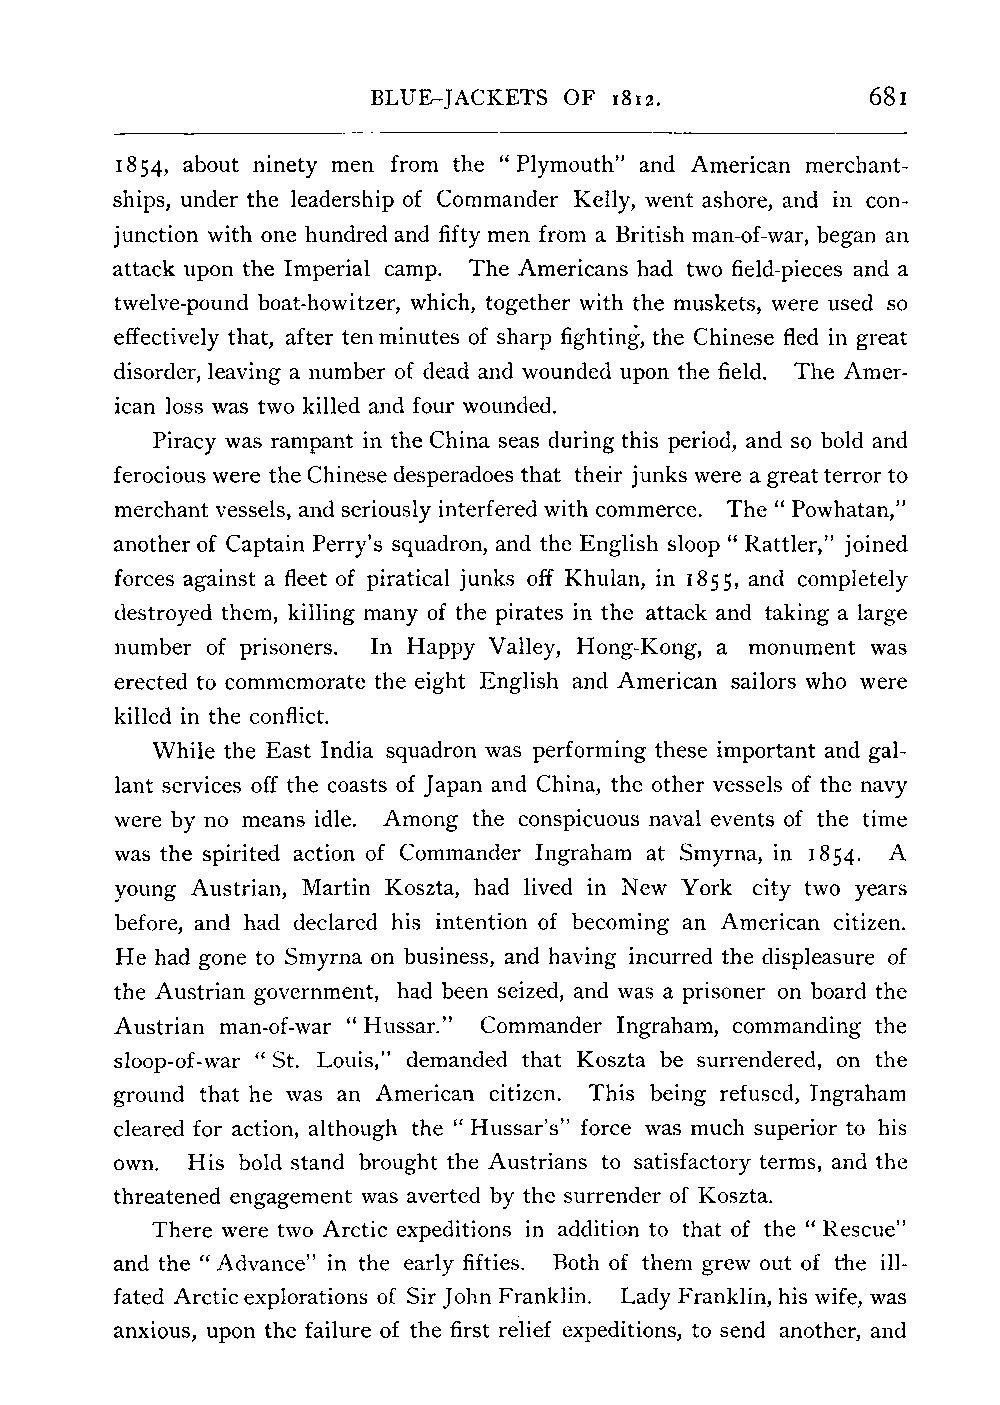 BLUE-JACKETS OF 1812. 681
1854, about ninety men from the “Plymouth” and American merchant-
ships, under the leadership of Commander Kelly, went ashore, and in con-
junction with one hundred and fifty men from a British man-of-war, began an
attack upon the Imperial camp. The Americans had two field-pieces and a
twelve-pound boat-howitzer, which, together with the muskets, were used so
effectively that, after ten minutes of sharp fighting, the Chinese fled in great
disorder, leaving a number of dead and wounded upon the field. The Amer-
ican loss was two killed and four wounded.
Piracy was rampant in the China seas during this period, and so bold and
ferocious were the Chinese desperadoes that their junks were a great terror to
merchant vessels, and seriously interfered with commerce. The “Powhatan,”
another of Captain Perry’s squadron, and the English sloop “Rattler,” joined
forces against a fleet of piratical junks off Khulan, in 1855, and completely
destroyed them, killing many of the pirates in the attack and taking a large
number of prisoners. In Happy Valley, Hong-Kong, a monument was
erected to commemorate the eight English and American sailors who were
killed in the conflict.
While the East India squadron was performing these important and gal-
lant services off the coasts of Japan and China, the other vessels of the navy
were by no means idle. Among the conspicuous naval events of the time
was the spirited action of Commander Ingraham at Smyrna, in 1854. A
young Austrian, Martin Koszta, had lived in New York city two years
before, and had declared his intention of becoming an American citizen.
He had gone to Smyrna on business, and having incurred the displeasure of
the Austrian government, had been seized, and was a prisoner on board the
Austrian man-of-war “Hussar.” Commander Ingraham, commanding the
sloop-of-war “St. Louis,” demanded that Koszta be surrendered, on the
ground that he was an American citizen. This being refused, Ingraham
cleared for action, although the “Hussar’s” force was much superior to his
own. His bold stand brought the Austrians to satisfactory terms, and the
threatened engagement was averted by the surrender of Koszta.
There were two Arctic expeditions in addition to that of the “Rescue”
and the “Advance” in the early fifties. Both of them grew out of the ill-
fated Arctic explorations of Sir John Franklin. Lady Franklin, his wife, was
anxious, upon the failure of the first relief expeditions, to send another, and